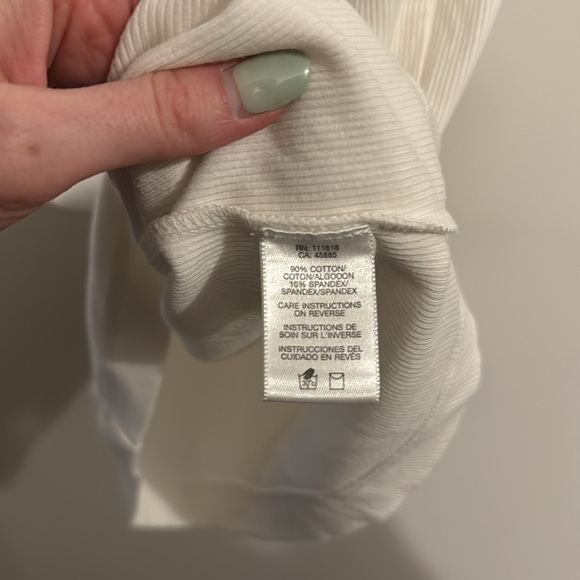 RN: 111818
CA: 45885
90% COTTON/
COTON/ALGODON
10% SPANDEX/
SPANDEX/SPANDEX
CARE INSTRUCTIONS
ON REVERSE
INSTRUCTIONS DE
SOIN SUR L'INVERSE
INSTRUCCIONES DEL
CUIDADO EN REVÉS